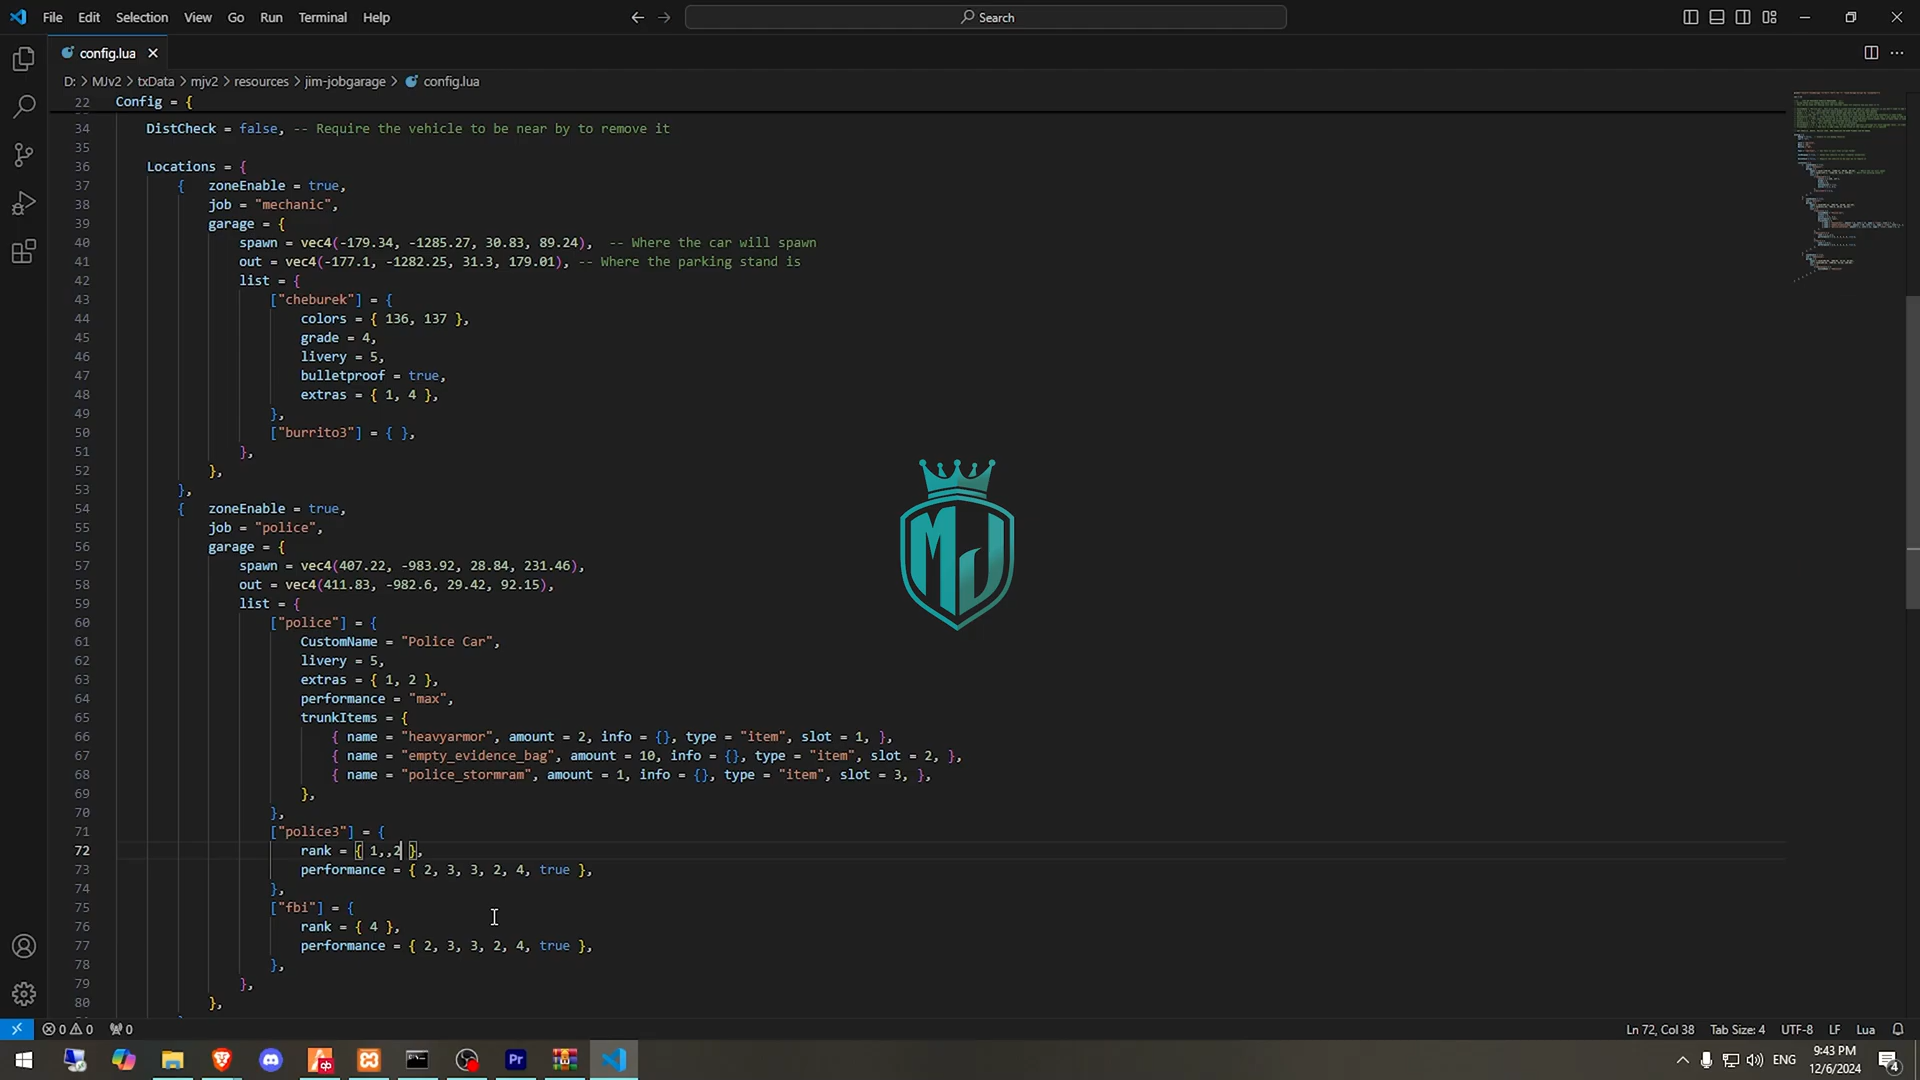 File Edit Selection View Go Run Terminal Help
Search
config.lua
D: > MJv2 > txData > mjv2 > resources > jim-jobgarage > config.lua
22 Config = {
34 DistCheck = false, -- Require the vehicle to be near by to remove it
35
36 Locations = {
37 { zoneEnable = true,
38 job = "mechanic",
39 garage = {
40 spawn = vec4(-179.34, -1285.27, 30.83, 89.24), -- Where the car will spawn
41 out = vec4(-177.1, -1282.25, 31.3, 179.01), -- Where the parking stand is
42 list = {
43 ["cheburek"] = {
44 colors = { 136, 137 },
45 grade = 4,
46 livery = 5,
47 bulletproof = true,
48 extras = { 1, 4 },
49 },
50 ["burrito3"] = { },
51 },
52 },
53 },
54 { zoneEnable = true,
55 job = "police",
56 garage = {
57 spawn = vec4(407.22, -983.92, 28.84, 231.46),
58 out = vec4(411.83, -982.6, 29.42, 92.15),
59 list = {
60 ["police"] = {
61 CustomName = "Police Car",
62 livery = 5,
63 extras = { 1, 2 },
64 performance = "max",
65 trunkItems = {
66 { name = "heavyarmor", amount = 2, info = {}, type = "item", slot = 1, },
67 { name = "empty_evidence_bag", amount = 10, info = {}, type = "item", slot = 2, },
68 { name = "police_stormram", amount = 1, info = {}, type = "item", slot = 3, },
69 },
70 },
71 ["police3"] = {
72 rank = { 1,,2 },
73 performance = { 2, 3, 3, 2, 4, true },
74 },
75 ["fbi"] = {
76 rank = { 4 },
77 performance = { 2, 3, 3, 2, 4, true },
78 },
79 },
80 },
MJ
0 0 0
Ln 72, Col 38 Tab Size: 4 UTF-8 LF Lua
Pr
ENG
9:43 PM
12/6/2024
4